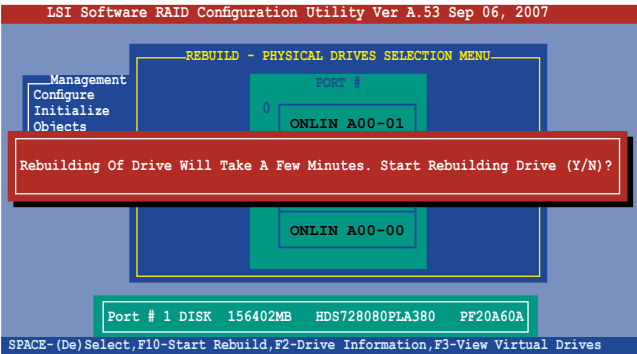 LSI Software RAID Configuration Utility Ver A.53 Sep 06, 2007
REBUILD - PHYSICAL DRIVES SELECTION MENU
PORT #
Management
Configure
Initialize
Objects
0
ONLIN A00-01
Rebuilding Of Drive Will Take A Few Minutes. Start Rebuilding Drive (Y/N)?
ONLIN A00-00
Port # 1 DISK 156402MB HDS728080PLA380 PF20A60A
SPACE-(De)Select,F10-Start Rebuild,F2-Drive Information,F3-View Virtual Drives